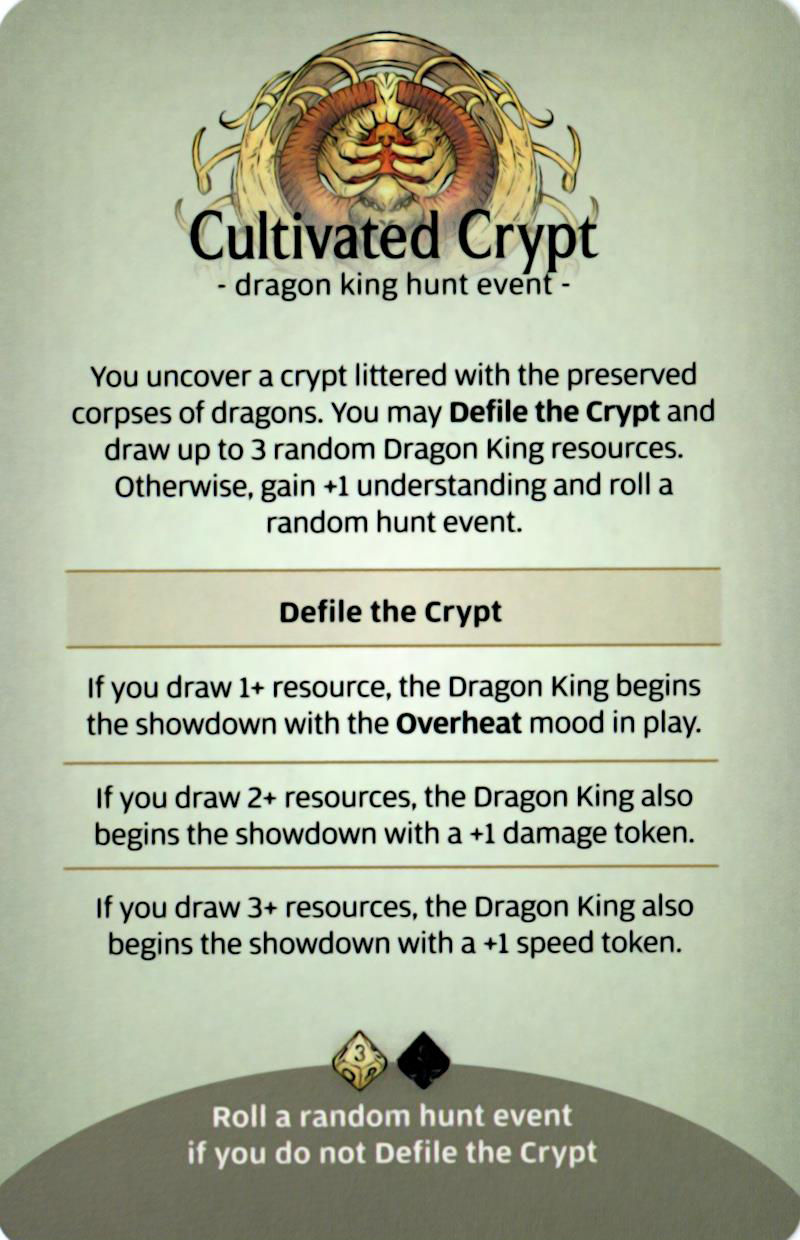 Cultivated Crypt
- dragon king hunt event -
You uncover a crypt littered with the preserved
corpses of dragons. You may Defile the Crypt and
draw up to 3 random Dragon King resources.
Otherwise, gain +1 understanding and roll a
random hunt event.
Defile the Crypt
If you draw 1+ resource, the Dragon King begins
the showdown with the Overheat mood in play.
If you draw 2+ resources, the Dragon King also
begins the showdown with a +1 damage token.
If you draw 3+ resources, the Dragon King also
begins the showdown with a +1 speed token.
3
Roll a random hunt event
if you do not Defile the Crypt